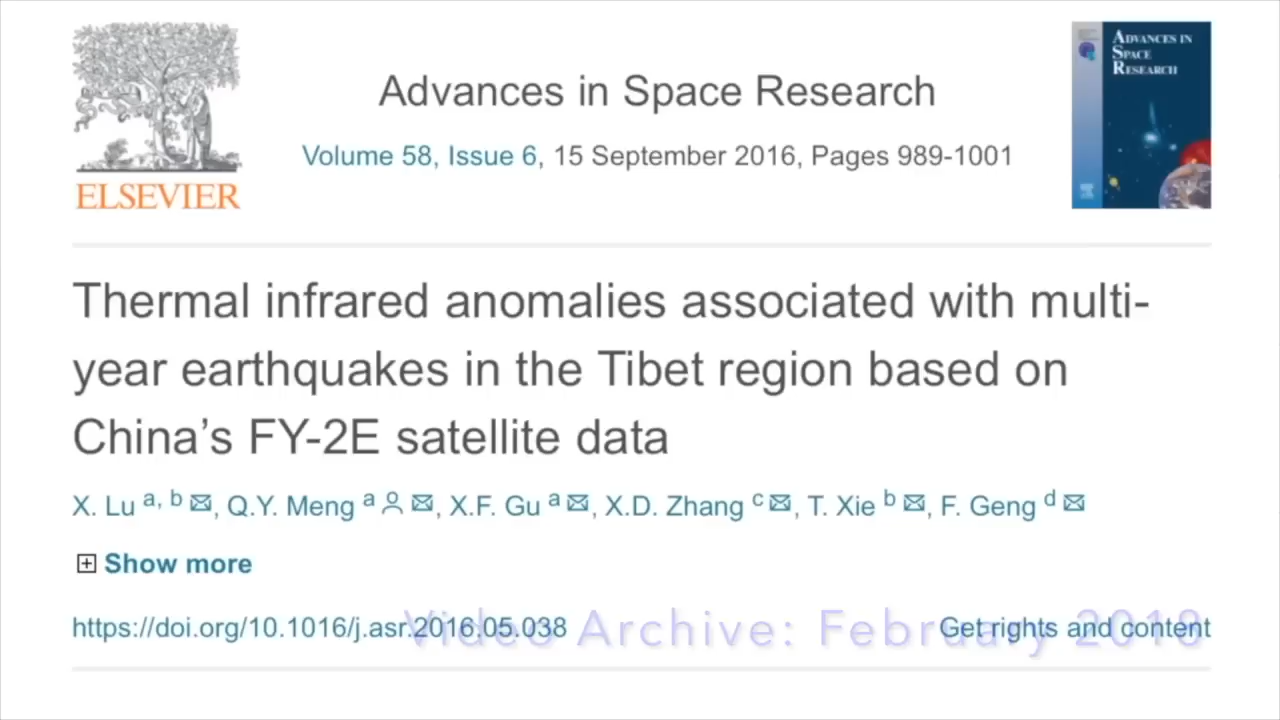 ELSEVIER
Advances in Space Research
Volume 58, Issue 6, 15 September 2016, Pages 989-1001
ADVANCES IN
SPACE
RESEARCH
Thermal infrared anomalies associated with multi-
year earthquakes in the Tibet region based on
China's FY-2E satellite data
X. Lu a, b, Q.Y. Meng a, X.F. Gu a, X.D. Zhang c, T. Xie b, F. Geng d
Show more
https://doi.org/10.1016/j.asr.2016.05.038
Get rights and content
Video Archive: February